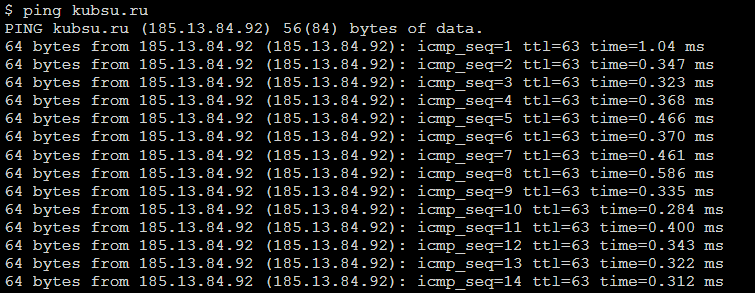 $ ping kubsu.ru
PING kubsu.ru (185.13.84.92) 56(84) bytes of data.
64 bytes from 185.13.84.92 (185.13.84.92): icmp_seq=1 ttl=63 time=1.04 ms
64 bytes from 185.13.84.92 (185.13.84.92): icmp_seq=2 ttl=63 time=0.347 ms
64 bytes from 185.13.84.92 (185.13.84.92): icmp_seq=3 ttl=63 time=0.323 ms
64 bytes from 185.13.84.92 (185.13.84.92): icmp_seq=4 ttl=63 time=0.368 ms
64 bytes from 185.13.84.92 (185.13.84.92): icmp_seq=5 ttl=63 time=0.466 ms
64 bytes from 185.13.84.92 (185.13.84.92): icmp_seq=6 ttl=63 time=0.370 ms
64 bytes from 185.13.84.92 (185.13.84.92): icmp_seq=7 ttl=63 time=0.461 ms
64 bytes from 185.13.84.92 (185.13.84.92): icmp_seq=8 ttl=63 time=0.586 ms
64 bytes from 185.13.84.92 (185.13.84.92): icmp_seq=9 ttl=63 time=0.335 ms
64 bytes from 185.13.84.92 (185.13.84.92): icmp_seq=10 ttl=63 time=0.284 ms
64 bytes from 185.13.84.92 (185.13.84.92): icmp_seq=11 ttl=63 time=0.400 ms
64 bytes from 185.13.84.92 (185.13.84.92): icmp_seq=12 ttl=63 time=0.343 ms
64 bytes from 185.13.84.92 (185.13.84.92): icmp_seq=13 ttl=63 time=0.322 ms
64 bytes from 185.13.84.92 (185.13.84.92): icmp_seq=14 ttl=63 time=0.312 ms